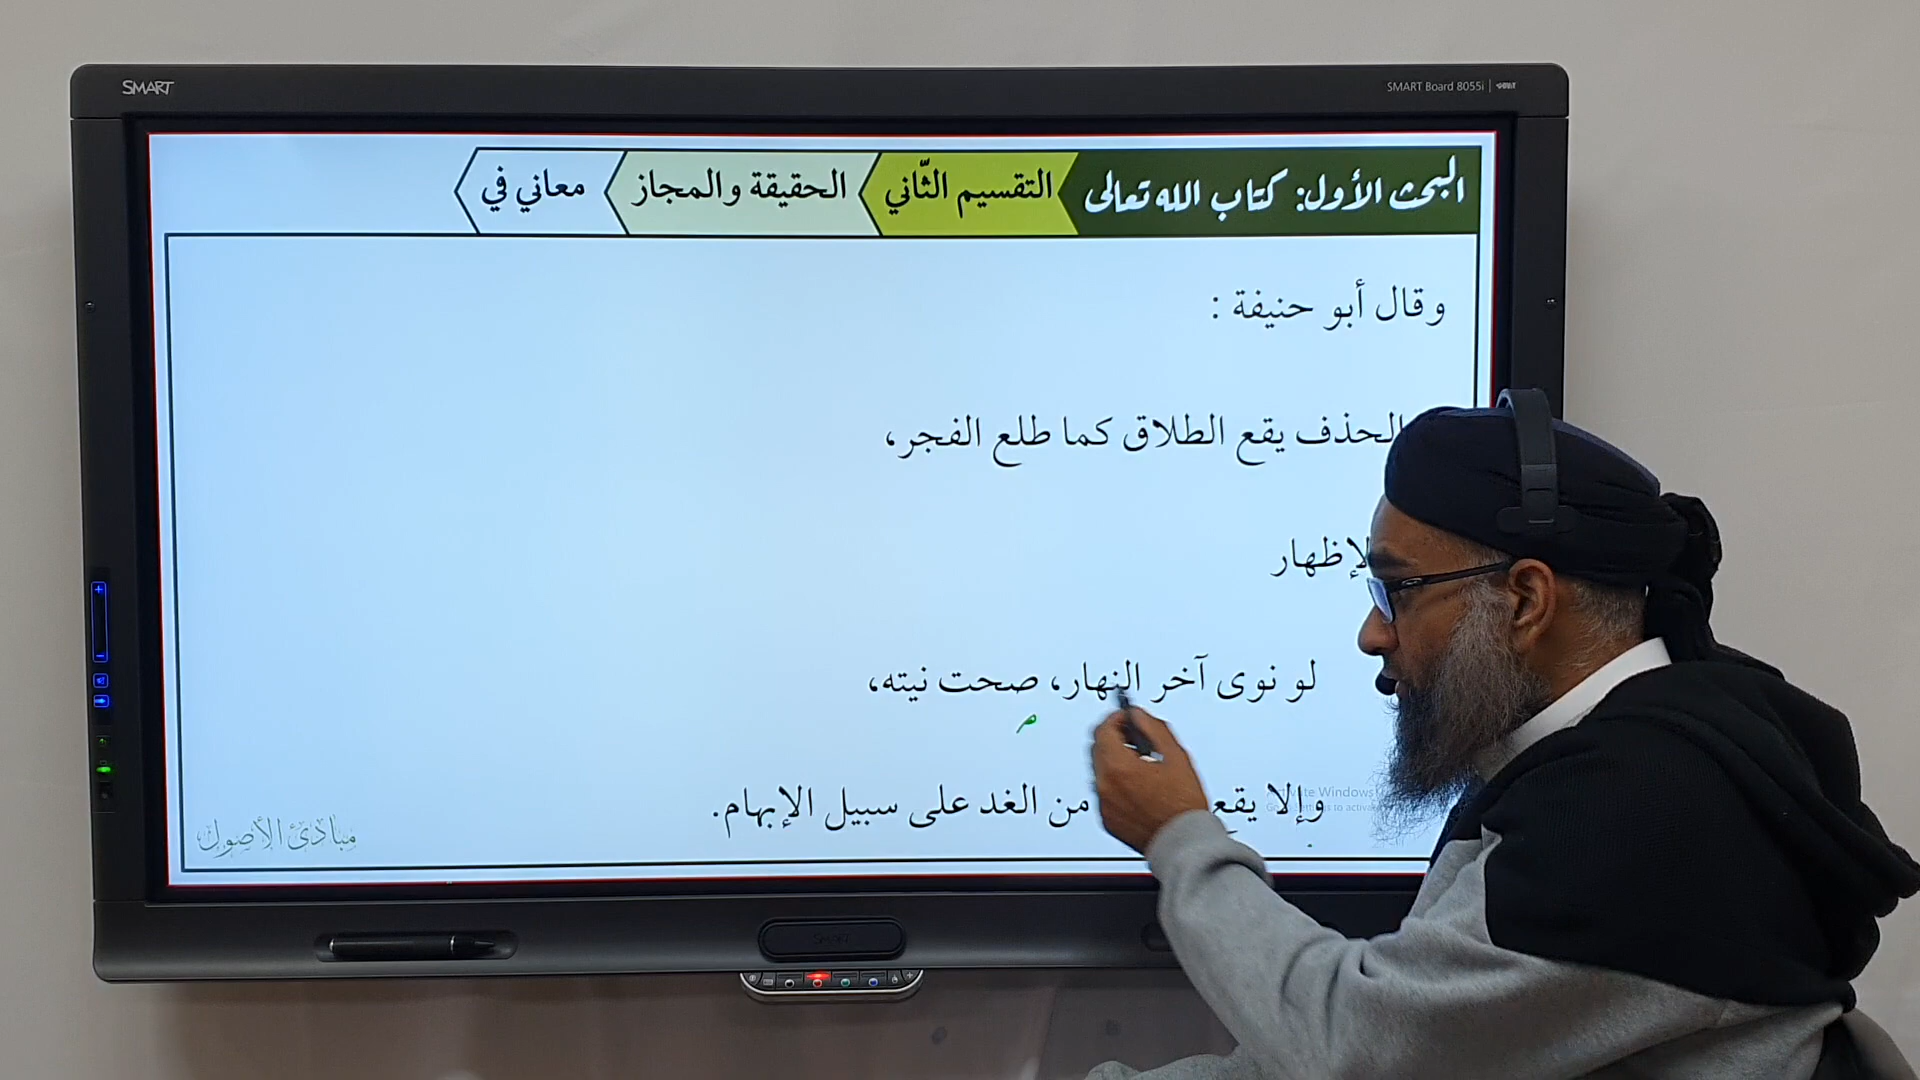 SMART
SMART Board 8055i
البحث الأول: كتاب الله تعالى
التقسيم الثّاني
الحقيقة والمجاز
معاني في
وقال أبو حنيفة :
الحذف يقع الطلاق كما طلع الفجر،
لإظهار
لو نوى آخر النهار، صحت نيته،
م
وإلا يقع من الغد على سبيل الإبهام.
مبادئ الأصول